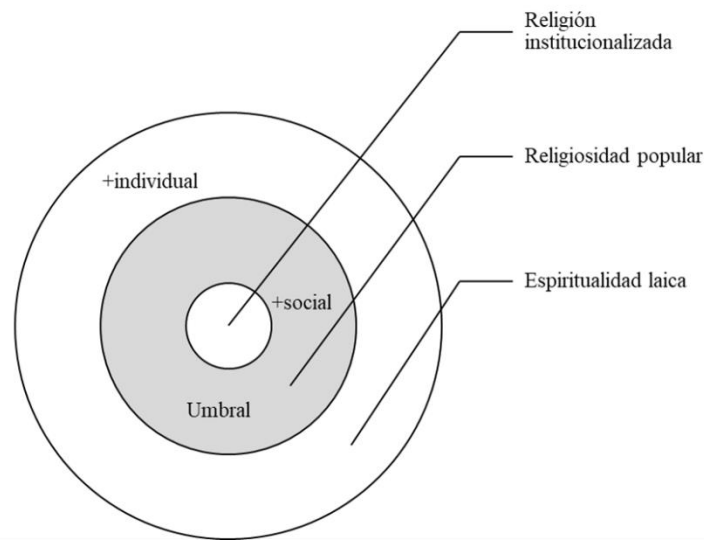 Religión
institucionalizada
Religiosidad popular
+individual
Espiritualidad laica
+social
Umbral